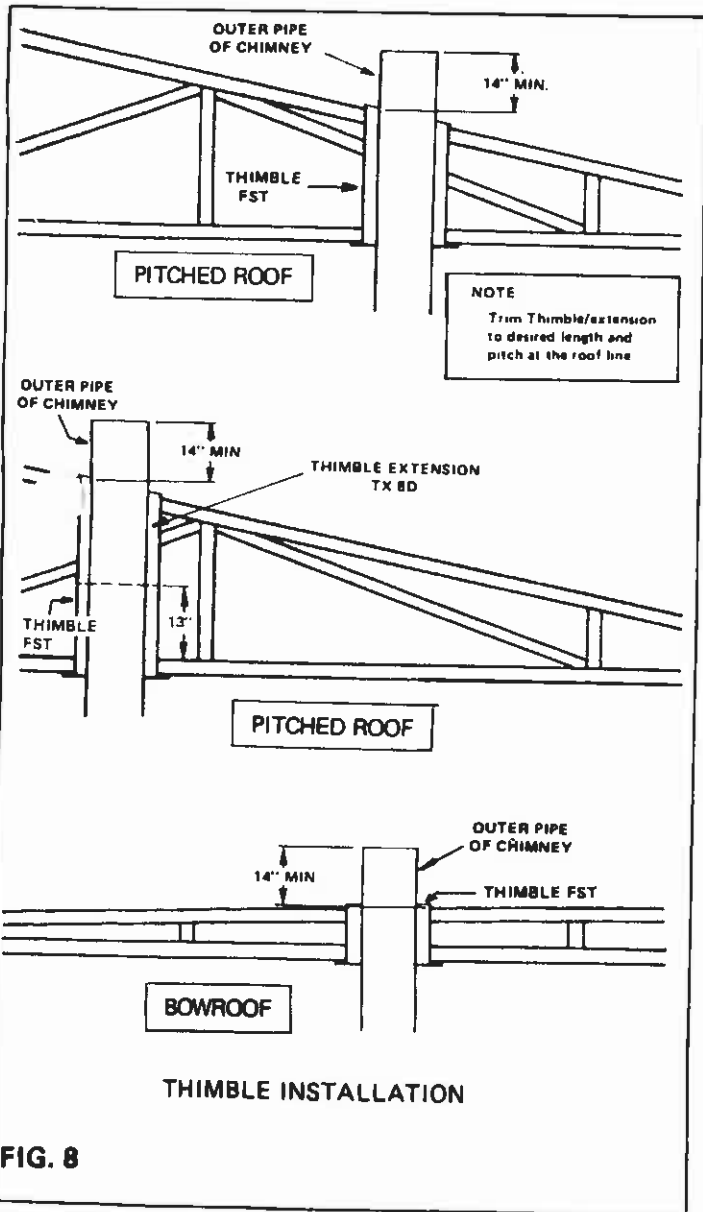 OUTER PIPE
OF CHIMNEY
14" MIN.
THIMBLE
FST
PITCHED ROOF
NOTE
Trim Thimble/extension
to desired length and
pitch at the roof line
OUTER PIPE
OF CHIMNEY
14" MIN
THIMBLE EXTENSION
TX 8D
THIMBLE
FST
13"
PITCHED ROOF
OUTER PIPE
OF CHIMNEY
14" MIN
THIMBLE FST
BOWROOF
THIMBLE INSTALLATION
FIG. 8